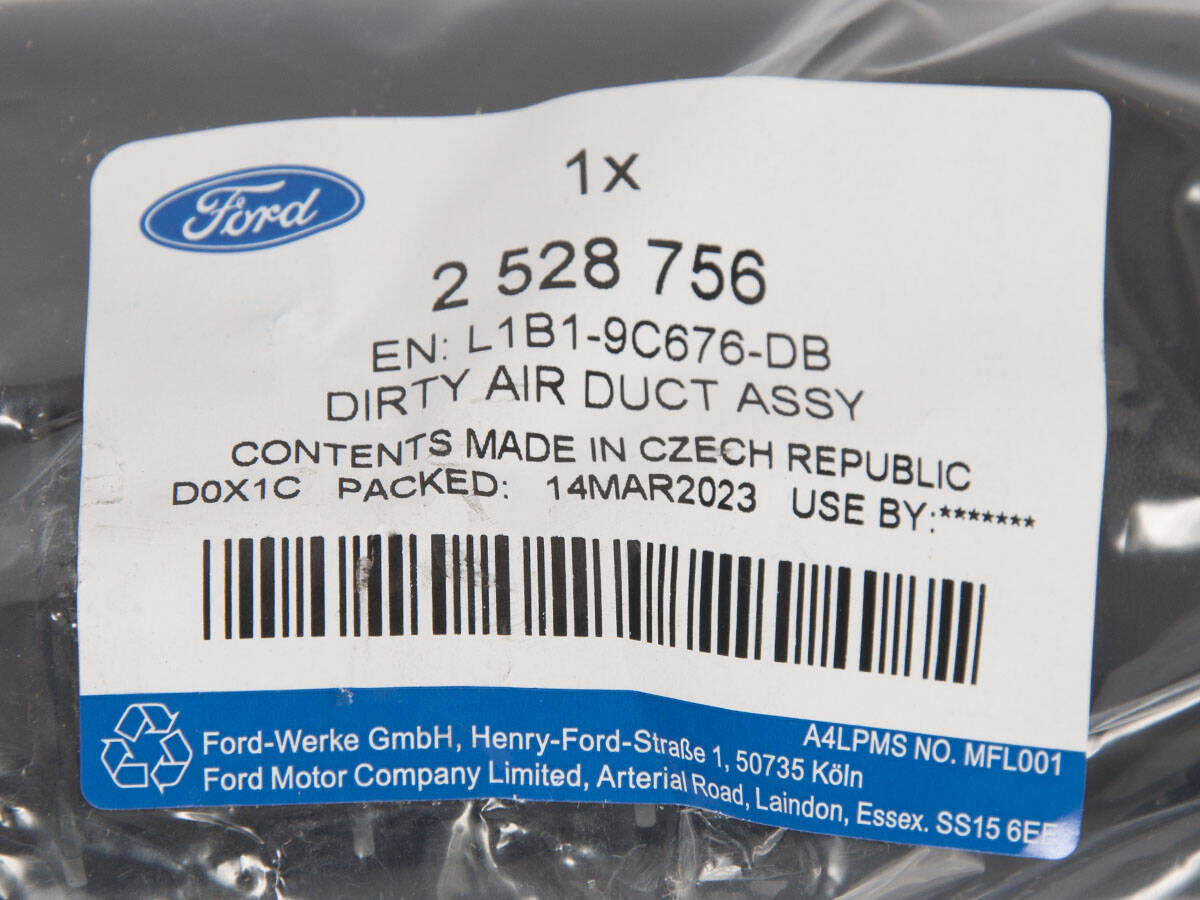 Ford
1x
2 528 756
EN: L1B1-9C676-DB
DIRTY AIR DUCT ASSY
CONTENTS MADE IN CZECH REPUBLIC
D0X1C PACKED: 14MAR2023 USE BY:*******
A4LPMS NO. MFL001
Ford-Werke GmbH, Henry-Ford-Straße 1, 50735 Köln
Ford Motor Company Limited, Arterial Road, Laindon, Essex. SS15 6EE